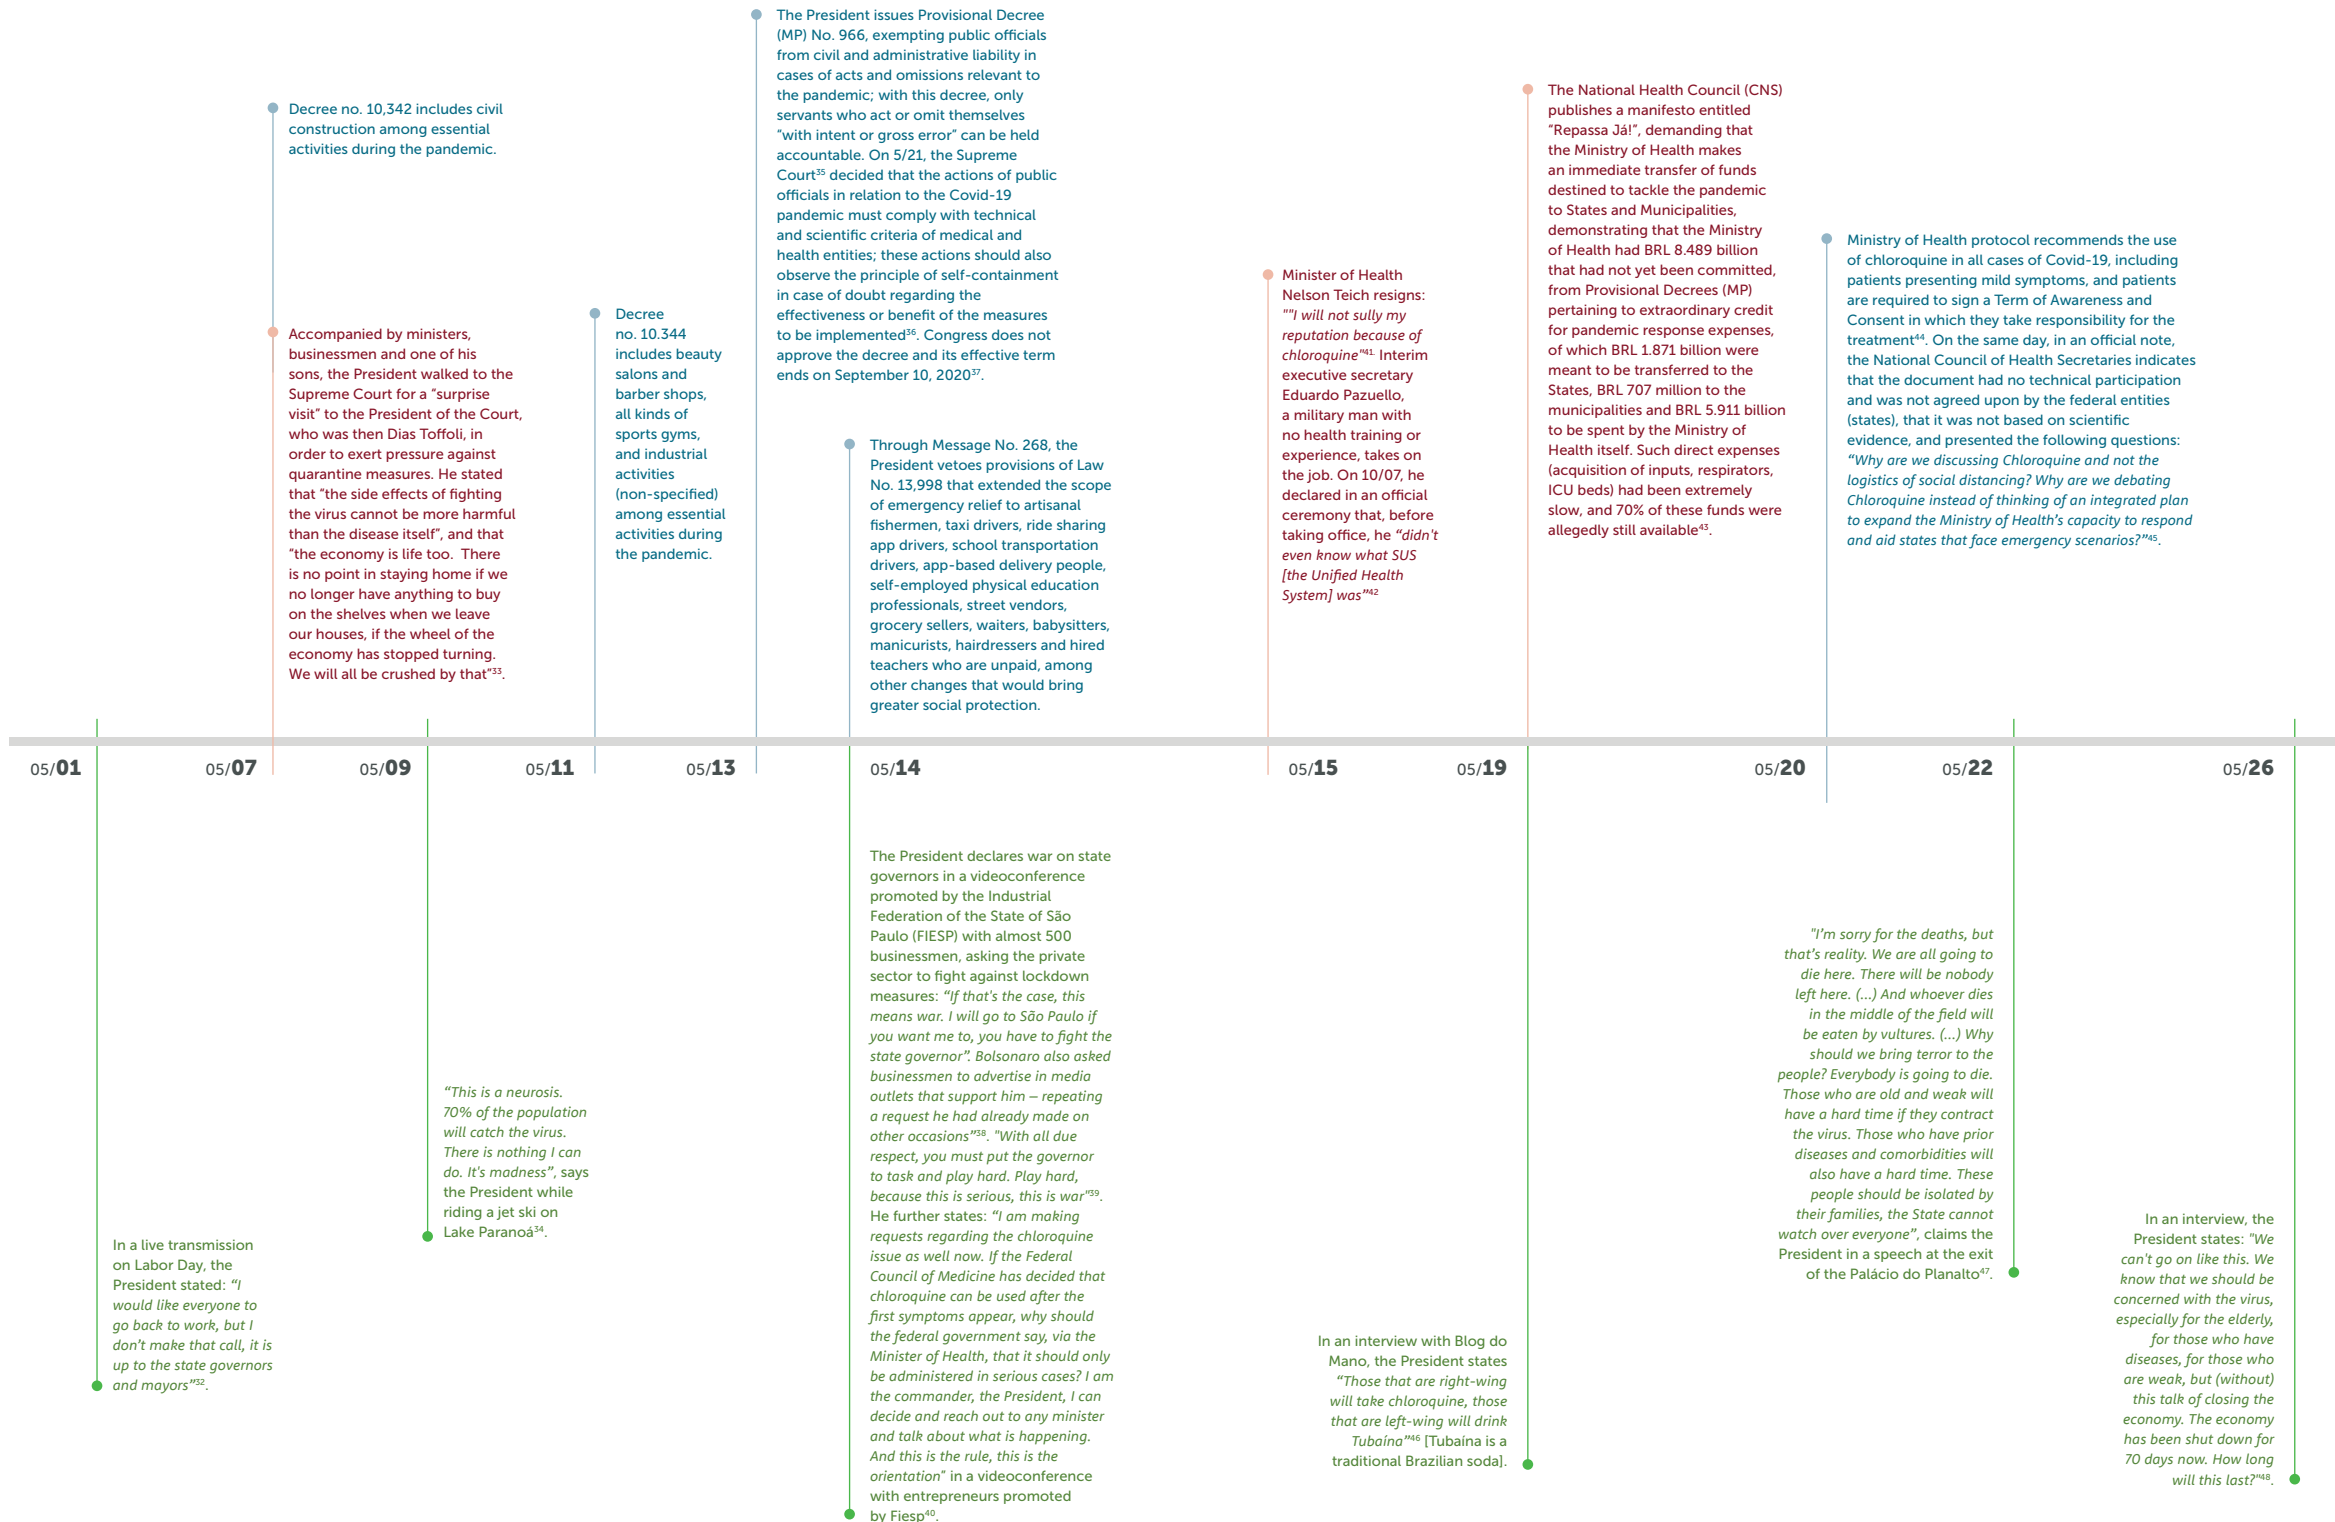 Decree no. 10,342 includes civil
construction among essential
activities during the pandemic.
Accompanied by ministers,
businessmen and one of his
sons, the President walked to the
Supreme Court for a “surprise
visit” to the President of the Court,
who was then Dias Toffoli, in
order to exert pressure against
quarantine measures. He stated
that “the side effects of fighting
the virus cannot be more harmful
than the disease itself”, and that
“the economy is life too.  There
is no point in staying home if we
no longer have anything to buy
on the shelves when we leave
our houses, if the wheel of the
economy has stopped turning.
We will all be crushed by that”³³.
Decree
no. 10.344
includes beauty
salons and
barber shops,
all kinds of
sports gyms,
and industrial
activities
(non-specified)
among essential
activities during
the pandemic.
The President issues Provisional Decree
(MP) No. 966, exempting public officials
from civil and administrative liability in
cases of acts and omissions relevant to
the pandemic; with this decree, only
servants who act or omit themselves
“with intent or gross error” can be held
accountable. On 5/21, the Supreme
Court³⁵ decided that the actions of public
officials in relation to the Covid-19
pandemic must comply with technical
and scientific criteria of medical and
health entities; these actions should also
observe the principle of self-containment
in case of doubt regarding the
effectiveness or benefit of the measures
to be implemented³⁶. Congress does not
approve the decree and its effective term
ends on September 10, 2020³⁷.
Through Message No. 268, the
President vetoes provisions of Law
No. 13,998 that extended the scope
of emergency relief to artisanal
fishermen, taxi drivers, ride sharing
app drivers, school transportation
drivers, app-based delivery people,
self-employed physical education
professionals, street vendors,
grocery sellers, waiters, babysitters,
manicurists, hairdressers and hired
teachers who are unpaid, among
other changes that would bring
greater social protection.
Minister of Health
Nelson Teich resigns:
""I will not sully my
reputation because of
chloroquine"⁴¹. Interim
executive secretary
Eduardo Pazuello,
a military man with
no health training or
experience, takes on
the job. On 10/07, he
declared in an official
ceremony that, before
taking office, he “didn't
even know what SUS
[the Unified Health
System] was”⁴²
The National Health Council (CNS)
publishes a manifesto entitled
“Repassa Já!”, demanding that
the Ministry of Health makes
an immediate transfer of funds
destined to tackle the pandemic
to States and Municipalities,
demonstrating that the Ministry
of Health had BRL 8.489 billion
that had not yet been committed,
from Provisional Decrees (MP)
pertaining to extraordinary credit
for pandemic response expenses,
of which BRL 1.871 billion were
meant to be transferred to the
States, BRL 707 million to the
municipalities and BRL 5.911 billion
to be spent by the Ministry of
Health itself. Such direct expenses
(acquisition of inputs, respirators,
ICU beds) had been extremely
slow, and 70% of these funds were
allegedly still available⁴³.
Ministry of Health protocol recommends the use
of chloroquine in all cases of Covid-19, including
patients presenting mild symptoms, and patients
are required to sign a Term of Awareness and
Consent in which they take responsibility for the
treatment⁴⁴. On the same day, in an official note,
the National Council of Health Secretaries indicates
that the document had no technical participation
and was not agreed upon by the federal entities
(states), that it was not based on scientific
evidence, and presented the following questions:
“Why are we discussing Chloroquine and not the
logistics of social distancing? Why are we debating
Chloroquine instead of thinking of an integrated plan
to expand the Ministry of Health’s capacity to respond
and aid states that face emergency scenarios?”⁴⁵.
05/01
05/07
05/09
05/11
05/13
05/14
05/15
05/19
05/20
05/22
05/26
In a live transmission
on Labor Day, the
President stated: “I
would like everyone to
go back to work, but I
don’t make that call, it is
up to the state governors
and mayors”³².
“This is a neurosis.
70% of the population
will catch the virus.
There is nothing I can
do. It's madness”, says
the President while
riding a jet ski on
Lake Paranoá³⁴.
The President declares war on state
governors in a videoconference
promoted by the Industrial
Federation of the State of São
Paulo (FIESP) with almost 500
businessmen, asking the private
sector to fight against lockdown
measures: “If that's the case, this
means war. I will go to São Paulo if
you want me to, you have to fight the
state governor”. Bolsonaro also asked
businessmen to advertise in media
outlets that support him – repeating
a request he had already made on
other occasions”³⁸. "With all due
respect, you must put the governor
to task and play hard. Play hard,
because this is serious, this is war"³⁹.
He further states: “I am making
requests regarding the chloroquine
issue as well now. If the Federal
Council of Medicine has decided that
chloroquine can be used after the
first symptoms appear, why should
the federal government say, via the
Minister of Health, that it should only
be administered in serious cases? I am
the commander, the President, I can
decide and reach out to any minister
and talk about what is happening.
And this is the rule, this is the
orientation” in a videoconference
with entrepreneurs promoted
by Fiesp⁴⁰.
In an interview with Blog do
Mano, the President states
“Those that are right-wing
will take chloroquine, those
that are left-wing will drink
Tubaína”⁴⁶ [Tubaína is a
traditional Brazilian soda].
"I’m sorry for the deaths, but
that’s reality. We are all going to
die here. There will be nobody
left here. (...) And whoever dies
in the middle of the field will
be eaten by vultures. (...) Why
should we bring terror to the
people? Everybody is going to die.
Those who are old and weak will
have a hard time if they contract
the virus. Those who have prior
diseases and comorbidities will
also have a hard time. These
people should be isolated by
their families, the State cannot
watch over everyone”, claims the
President in a speech at the exit
of the Palácio do Planalto⁴⁷.
In an interview, the
President states: "We
can't go on like this. We
know that we should be
concerned with the virus,
especially for the elderly,
for those who have
diseases, for those who
are weak, but (without)
this talk of closing the
economy. The economy
has been shut down for
70 days now. How long
will this last?"⁴⁸.